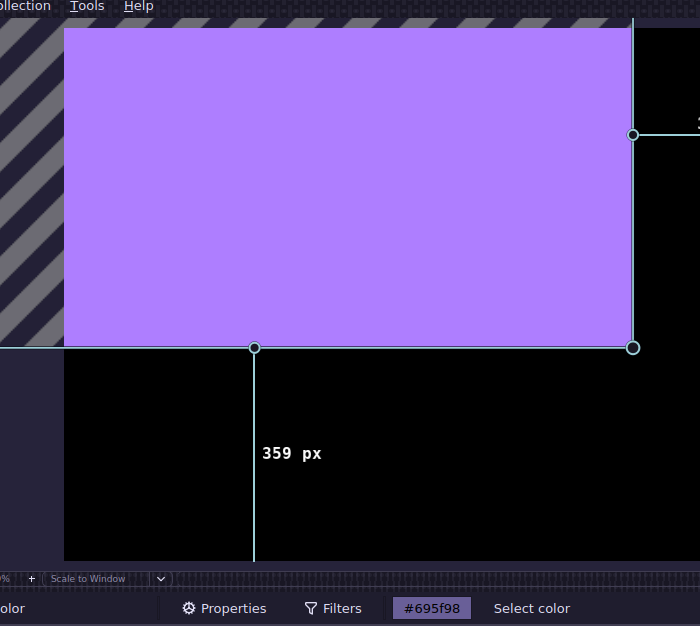 ollection Tools Help
359 px
% + Scale to Window
olor Properties Filters #695f98 Select color